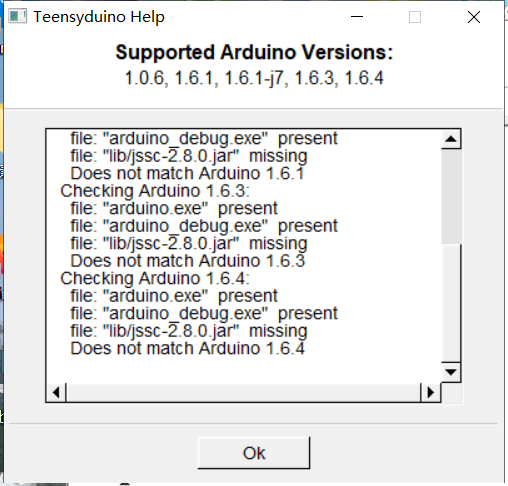 Teensyduino Help
Supported Arduino Versions:
1.0.6, 1.6.1, 1.6.1-j7, 1.6.3, 1.6.4
file: "arduino_debug.exe"  present
file: "lib/jssc-2.8.0.jar"  missing
Does not match Arduino 1.6.1
Checking Arduino 1.6.3:
file: "arduino.exe"  present
file: "arduino_debug.exe"  present
file: "lib/jssc-2.8.0.jar"  missing
Does not match Arduino 1.6.3
Checking Arduino 1.6.4:
file: "arduino.exe"  present
file: "arduino_debug.exe"  present
file: "lib/jssc-2.8.0.jar"  missing
Does not match Arduino 1.6.4
Ok